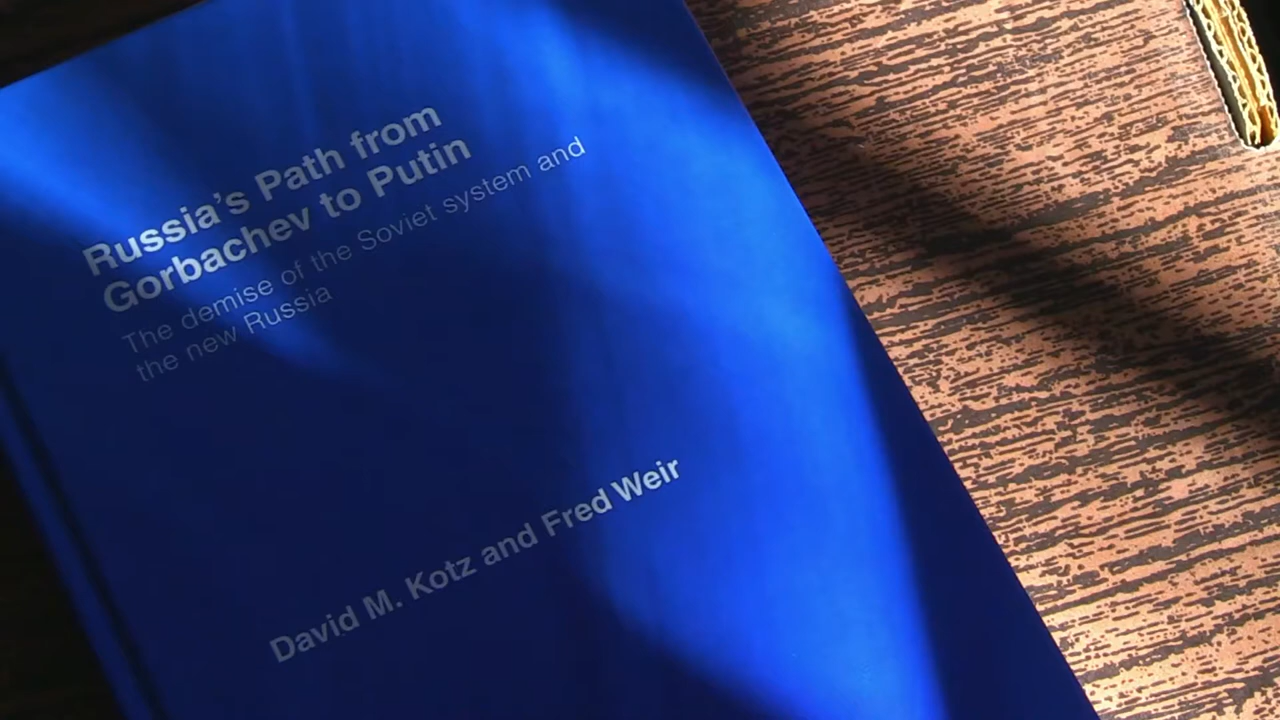 Russia's Path from
Gorbachev to Putin
The demise of the Soviet system and
the new Russia
David M. Kotz and Fred Weir